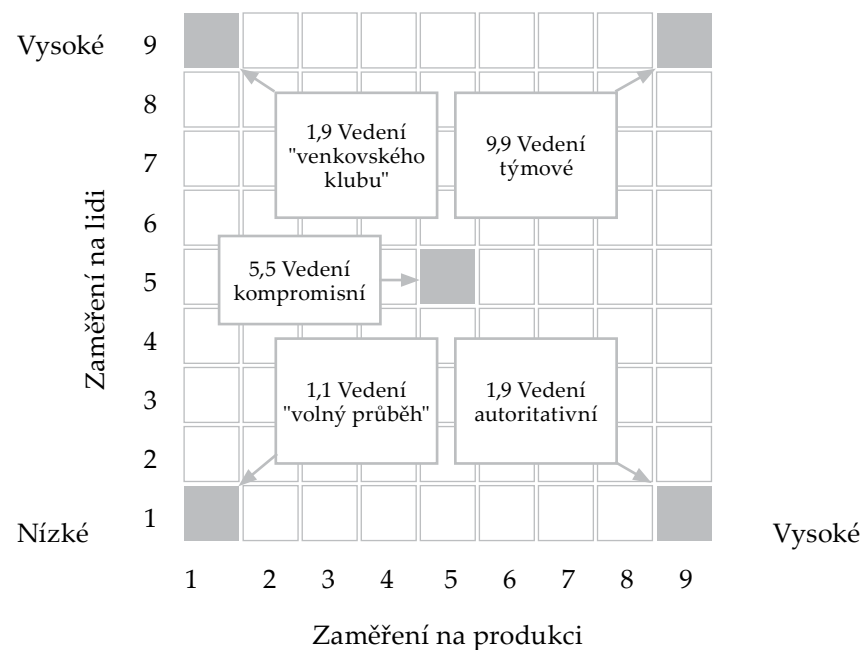 Vysoké
9
8
7
6
5
4
3
2
1
Nízké
Zaměření na lidi
1,9 Vedení
"venkovského
klubu"
9,9 Vedení
týmové
5,5 Vedení
kompromisní
1,1 Vedení
"volný průběh"
1,9 Vedení
autoritativní
Vysoké
1 2 3 4 5 6 7 8 9
Zaměření na produkci